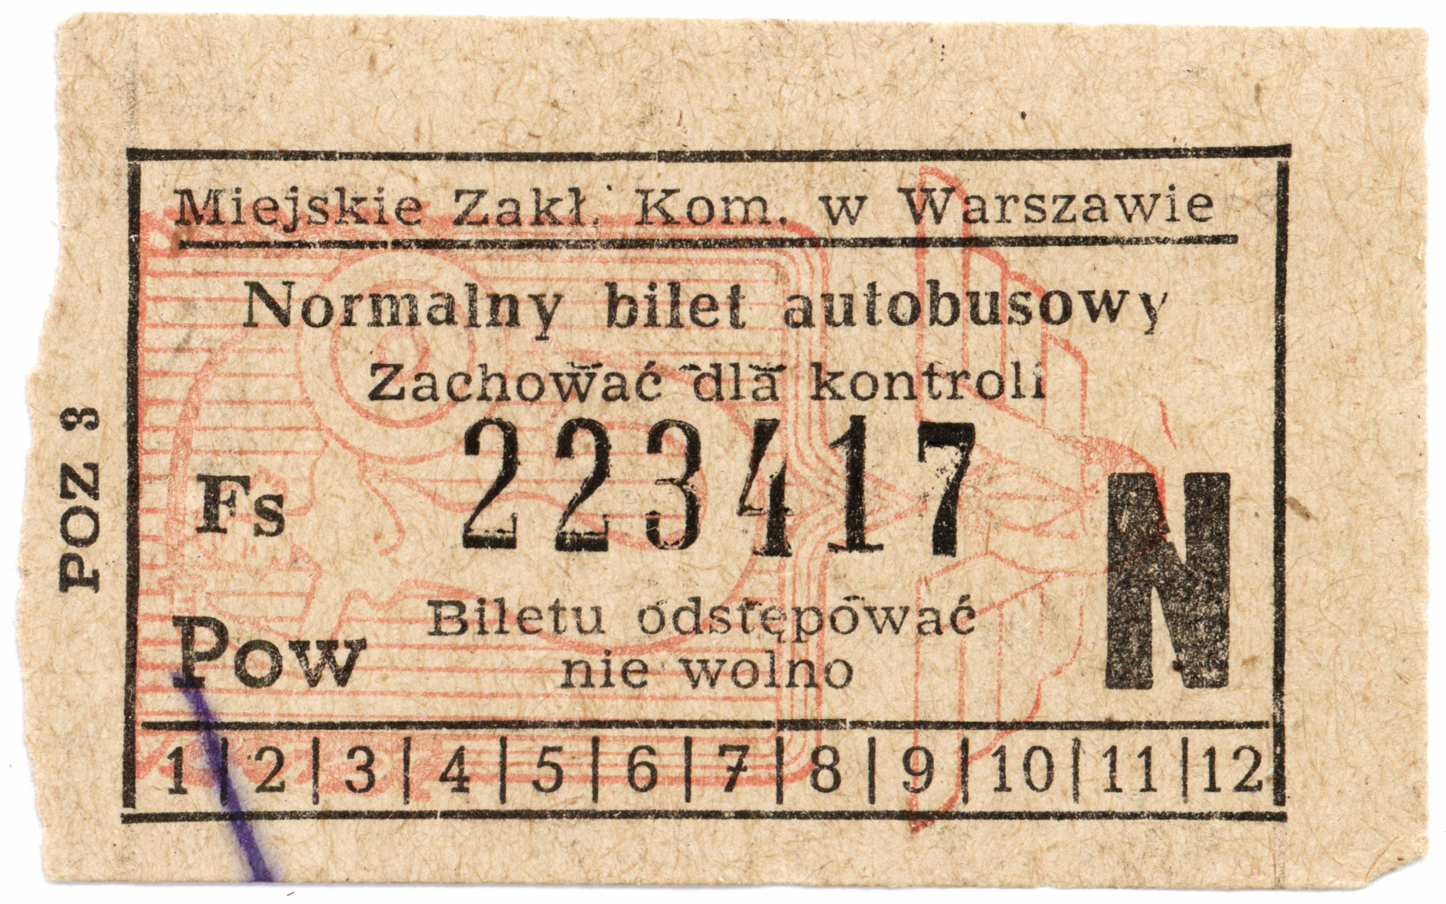 Miejskie Zakł. Kom. w Warszawie
Normalny bilet autobusowy
Zachować dla kontroli
223417
Fs
N
Pow
Biletu odstępować
nie wolno
1|2|3|4|5|6|7|8|9|10|11|12
POZ 3